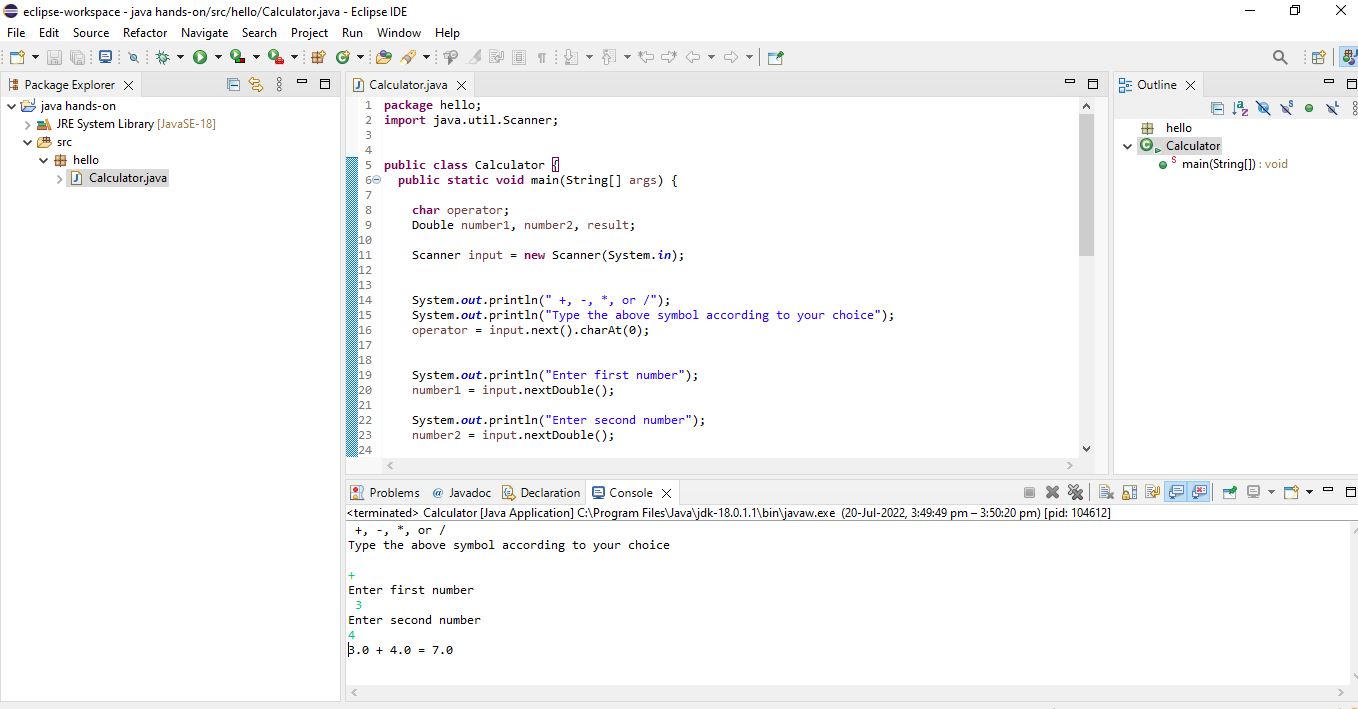 eclipse-workspace - java hands-on/src/hello/Calculator.java - Eclipse IDE
File Edit Source Refactor Navigate Search Project Run Window Help
Package Explorer
java hands-on
JRE System Library [JavaSE-18]
src
hello
Calculator.java
Calculator.java
1 package hello;
2 import java.util.Scanner;
3
4
5 public class Calculator {
6 public static void main(String[] args) {
7
8 char operator;
9 Double number1, number2, result;
10
11 Scanner input = new Scanner(System.in);
12
13
14 System.out.println(" +, -, *, or /");
15 System.out.println("Type the above symbol according to your choice");
16 operator = input.next().charAt(0);
17
18
19 System.out.println("Enter first number");
20 number1 = input.nextDouble();
21
22 System.out.println("Enter second number");
23 number2 = input.nextDouble();
24
Outline
hello
Calculator
main(String[]) : void
Problems @ Javadoc Declaration Console
<terminated> Calculator [Java Application] C:\Program Files\Java\jdk-18.0.1.1\bin\javaw.exe (20-Jul-2022, 3:49:49 pm – 3:50:20 pm) [pid: 104612]
+, -, *, or /
Type the above symbol according to your choice
+
Enter first number
3
Enter second number
4
3.0 + 4.0 = 7.0